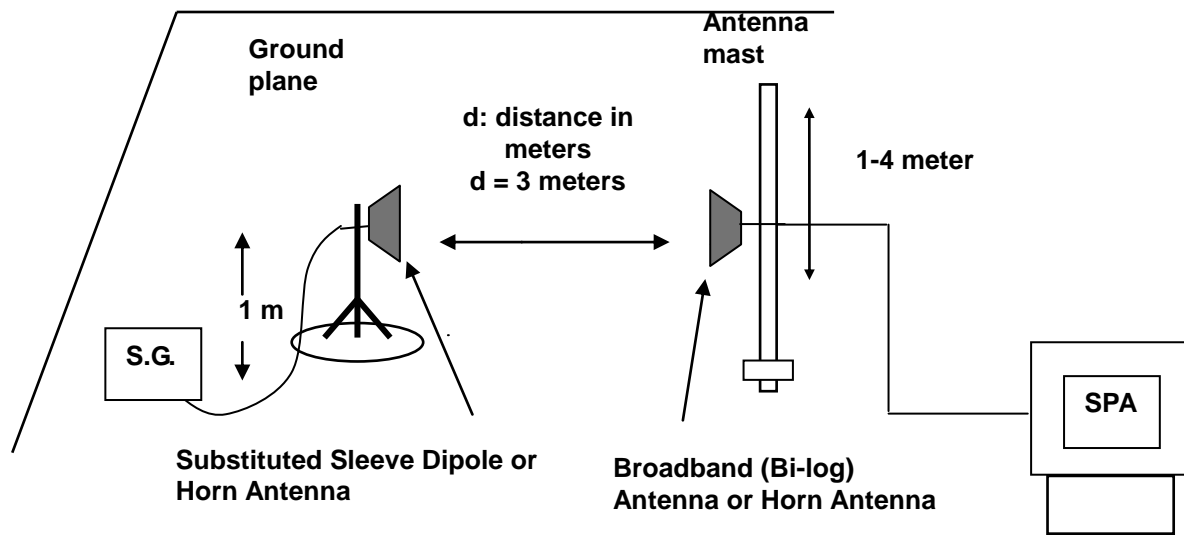 Ground
plane
Antenna
mast
d: distance in
meters
d = 3 meters
1-4 meter
1 m
S.G.
SPA
Substituted Sleeve Dipole or
Horn Antenna
Broadband (Bi-log)
Antenna or Horn Antenna